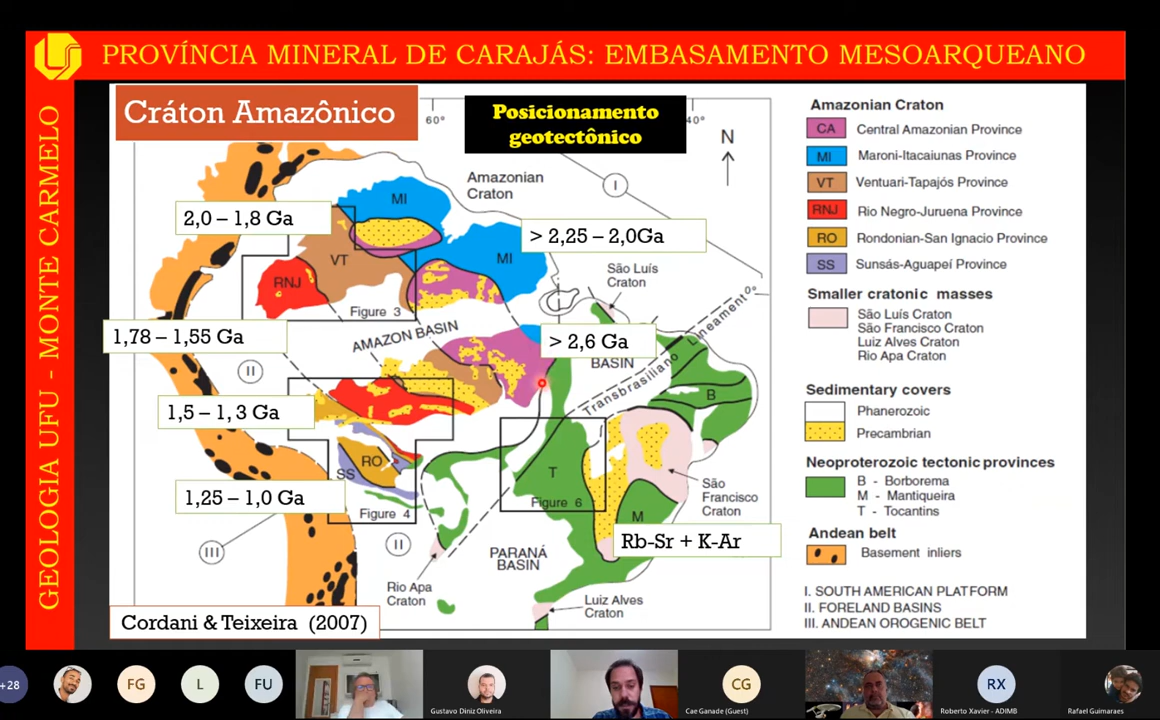 PROVÍNCIA MINERAL DE CARAJÁS: EMBASAMENTO MESOARQUEANO
GEOLOGIA UFU - MONTE CARMELO
Cráton Amazônico
Posicionamento
geotectônico
60°
40°
N
Amazonian
Craton
I
MI
2,0 – 1,8 Ga
> 2,25 – 2,0Ga
VT
MI
RNJ
São Luís
Craton
0°
Figure 3
AMAZON BASIN
1,78 – 1,55 Ga
> 2,6 Ga
BASIN
II
Transbrasiliano Lineament
B
1,5 – 1, 3 Ga
RO
SS
T
1,25 – 1,0 Ga
Figure 6
São
Francisco
Craton
Figure 4
M
Rb-Sr + K-Ar
II
III
PARANÁ
BASIN
Rio Apa
Craton
Luiz Alves
Craton
Cordani & Teixeira (2007)
Amazonian Craton
CA Central Amazonian Province
MI Maroni-Itacaiunas Province
VT Ventuari-Tapajós Province
RNJ Rio Negro-Juruena Province
RO Rondonian-San Ignacio Province
SS Sunsás-Aguapeí Province
Smaller cratonic masses
São Luís Craton
São Francisco Craton
Luiz Alves Craton
Rio Apa Craton
Sedimentary covers
Phanerozoic
Precambrian
Neoproterozoic tectonic provinces
B - Borborema
M - Mantiqueira
T - Tocantins
Andean belt
Basement inliers
I. SOUTH AMERICAN PLATFORM
II. FORELAND BASINS
III. ANDEAN OROGENIC BELT
+28
FG
L
FU
Gustavo Diniz Oliveira
CG
Cae Ganade (Guest)
RX
Roberto Xavier - ADIMB
Rafael Guimaraes